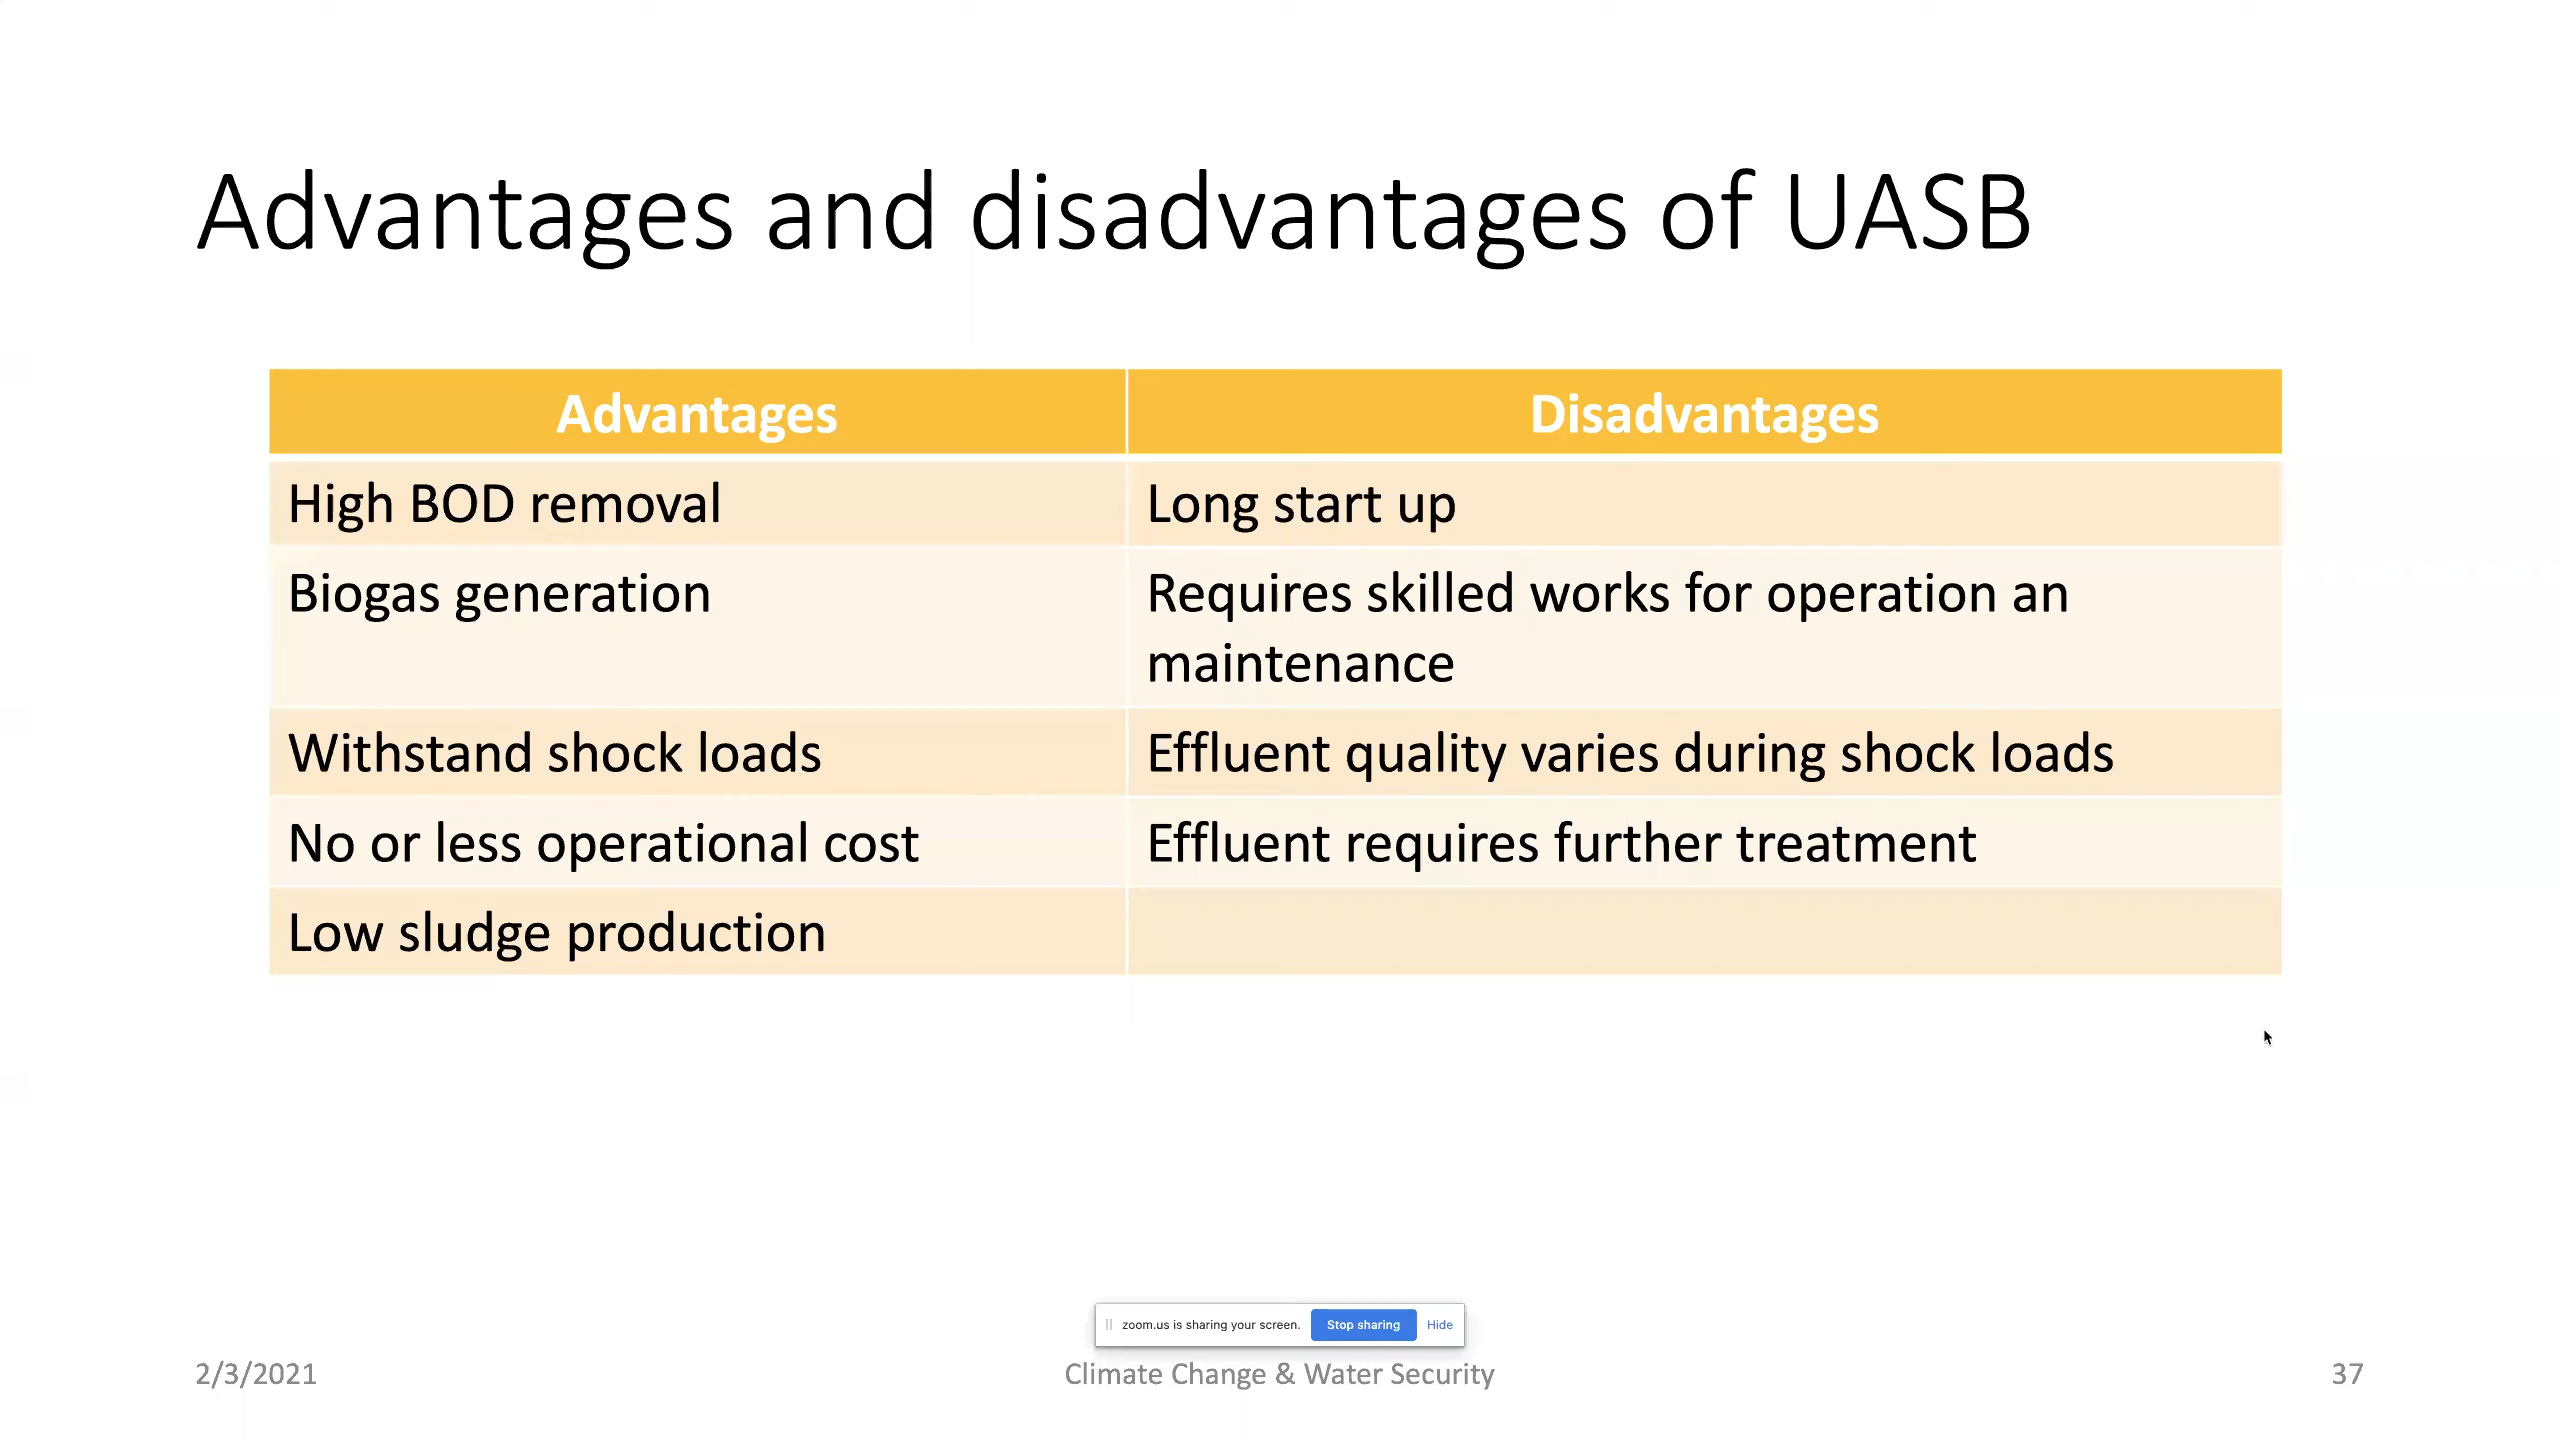 Advantages and disadvantages of UASB
Advantages
Disadvantages
High BOD removal
Long start up
Biogas generation
Requires skilled works for operation an
maintenance
Withstand shock loads
Effluent quality varies during shock loads
No or less operational cost
Effluent requires further treatment
Low sludge production
zoom.us is sharing your screen.
Stop sharing
Hide
2/3/2021
Climate Change & Water Security
37